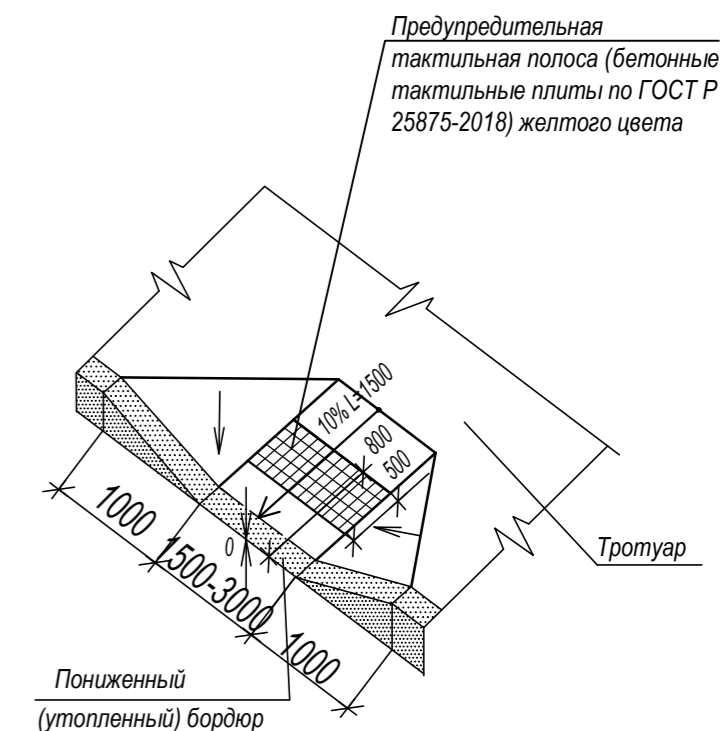 Предупредительная
тактильная полоса (бетонные
тактильные плиты по ГОСТ Р
25875-2018) желтого цвета
10% L=1500
800
500
1000
0
1500-3000
Тротуар
1000
Пониженный
(утопленный) бордюр